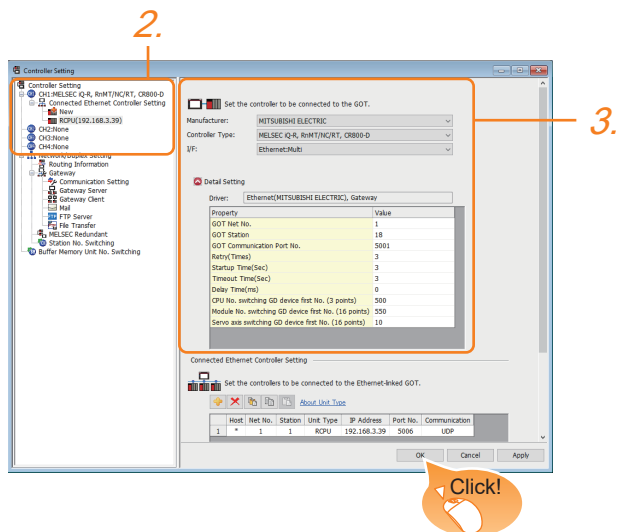 2.
Controller Setting
Controller Setting
CH1:MELSEC iQ-R, RnMT/NC/RT, CR800-D
Connected Ethernet Controller Setting
New
RCPU(192.168.3.39)
CH2:None
CH3:None
CH4:None
Network/Duplex Setting
Routing Information
Gateway
Communication Setting
Gateway Server
Gateway Client
Mail
FTP Server
File Transfer
MELSEC Redundant
Station No. Switching
Buffer Memory Unit No. Switching
Set the controller to be connected to the GOT.
Manufacturer: MITSUBISHI ELECTRIC
3.
Controller Type: MELSEC iQ-R, RnMT/NC/RT, CR800-D
I/F: Ethernet:Multi
Detail Setting
Driver: Ethernet(MITSUBISHI ELECTRIC), Gateway
Property Value
GOT Net No. 1
GOT Station 18
GOT Communication Port No. 5001
Retry(Times) 3
Startup Time(Sec) 3
Timeout Time(Sec) 3
Delay Time(ms) 0
CPU No. switching GD device first No. (3 points) 500
Module No. switching GD device first No. (16 points) 550
Servo axis switching GD device first No. (16 points) 10
Connected Ethernet Controller Setting
Set the controllers to be connected to the Ethernet-linked GOT.
About Unit Type
Host Net No. Station Unit Type IP Address Port No. Communication
1 * 1 1 RCPU 192.168.3.39 5006 UDP
OK Cancel Apply
Click!